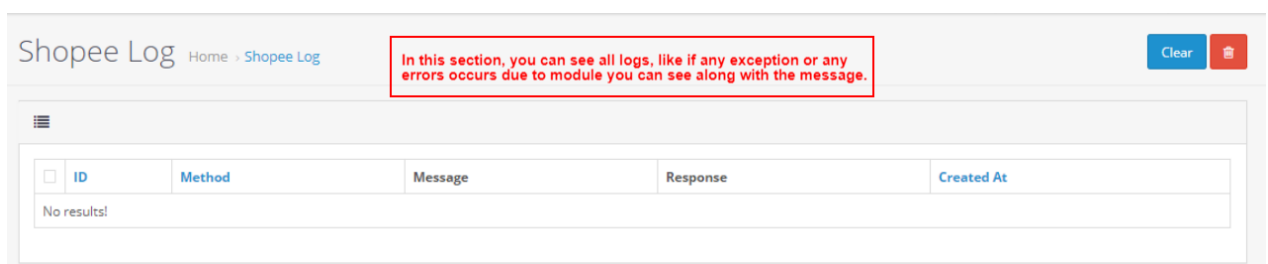 Shopee Log Home › Shopee Log
In this section, you can see all logs, like if any exception or any
errors occurs due to module you can see along with the message.
Clear
ID Method Message Response Created At
No results!